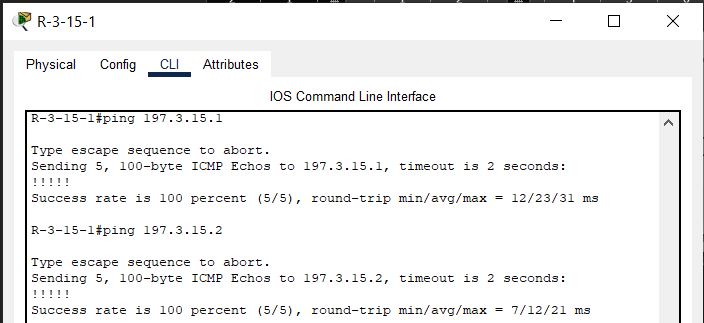 R-3-15-1
Physical Config CLI Attributes
IOS Command Line Interface
R-3-15-1#ping 197.3.15.1
Type escape sequence to abort.
Sending 5, 100-byte ICMP Echos to 197.3.15.1, timeout is 2 seconds:
!!!!!
Success rate is 100 percent (5/5), round-trip min/avg/max = 12/23/31 ms
R-3-15-1#ping 197.3.15.2
Type escape sequence to abort.
Sending 5, 100-byte ICMP Echos to 197.3.15.2, timeout is 2 seconds:
!!!!!
Success rate is 100 percent (5/5), round-trip min/avg/max = 7/12/21 ms